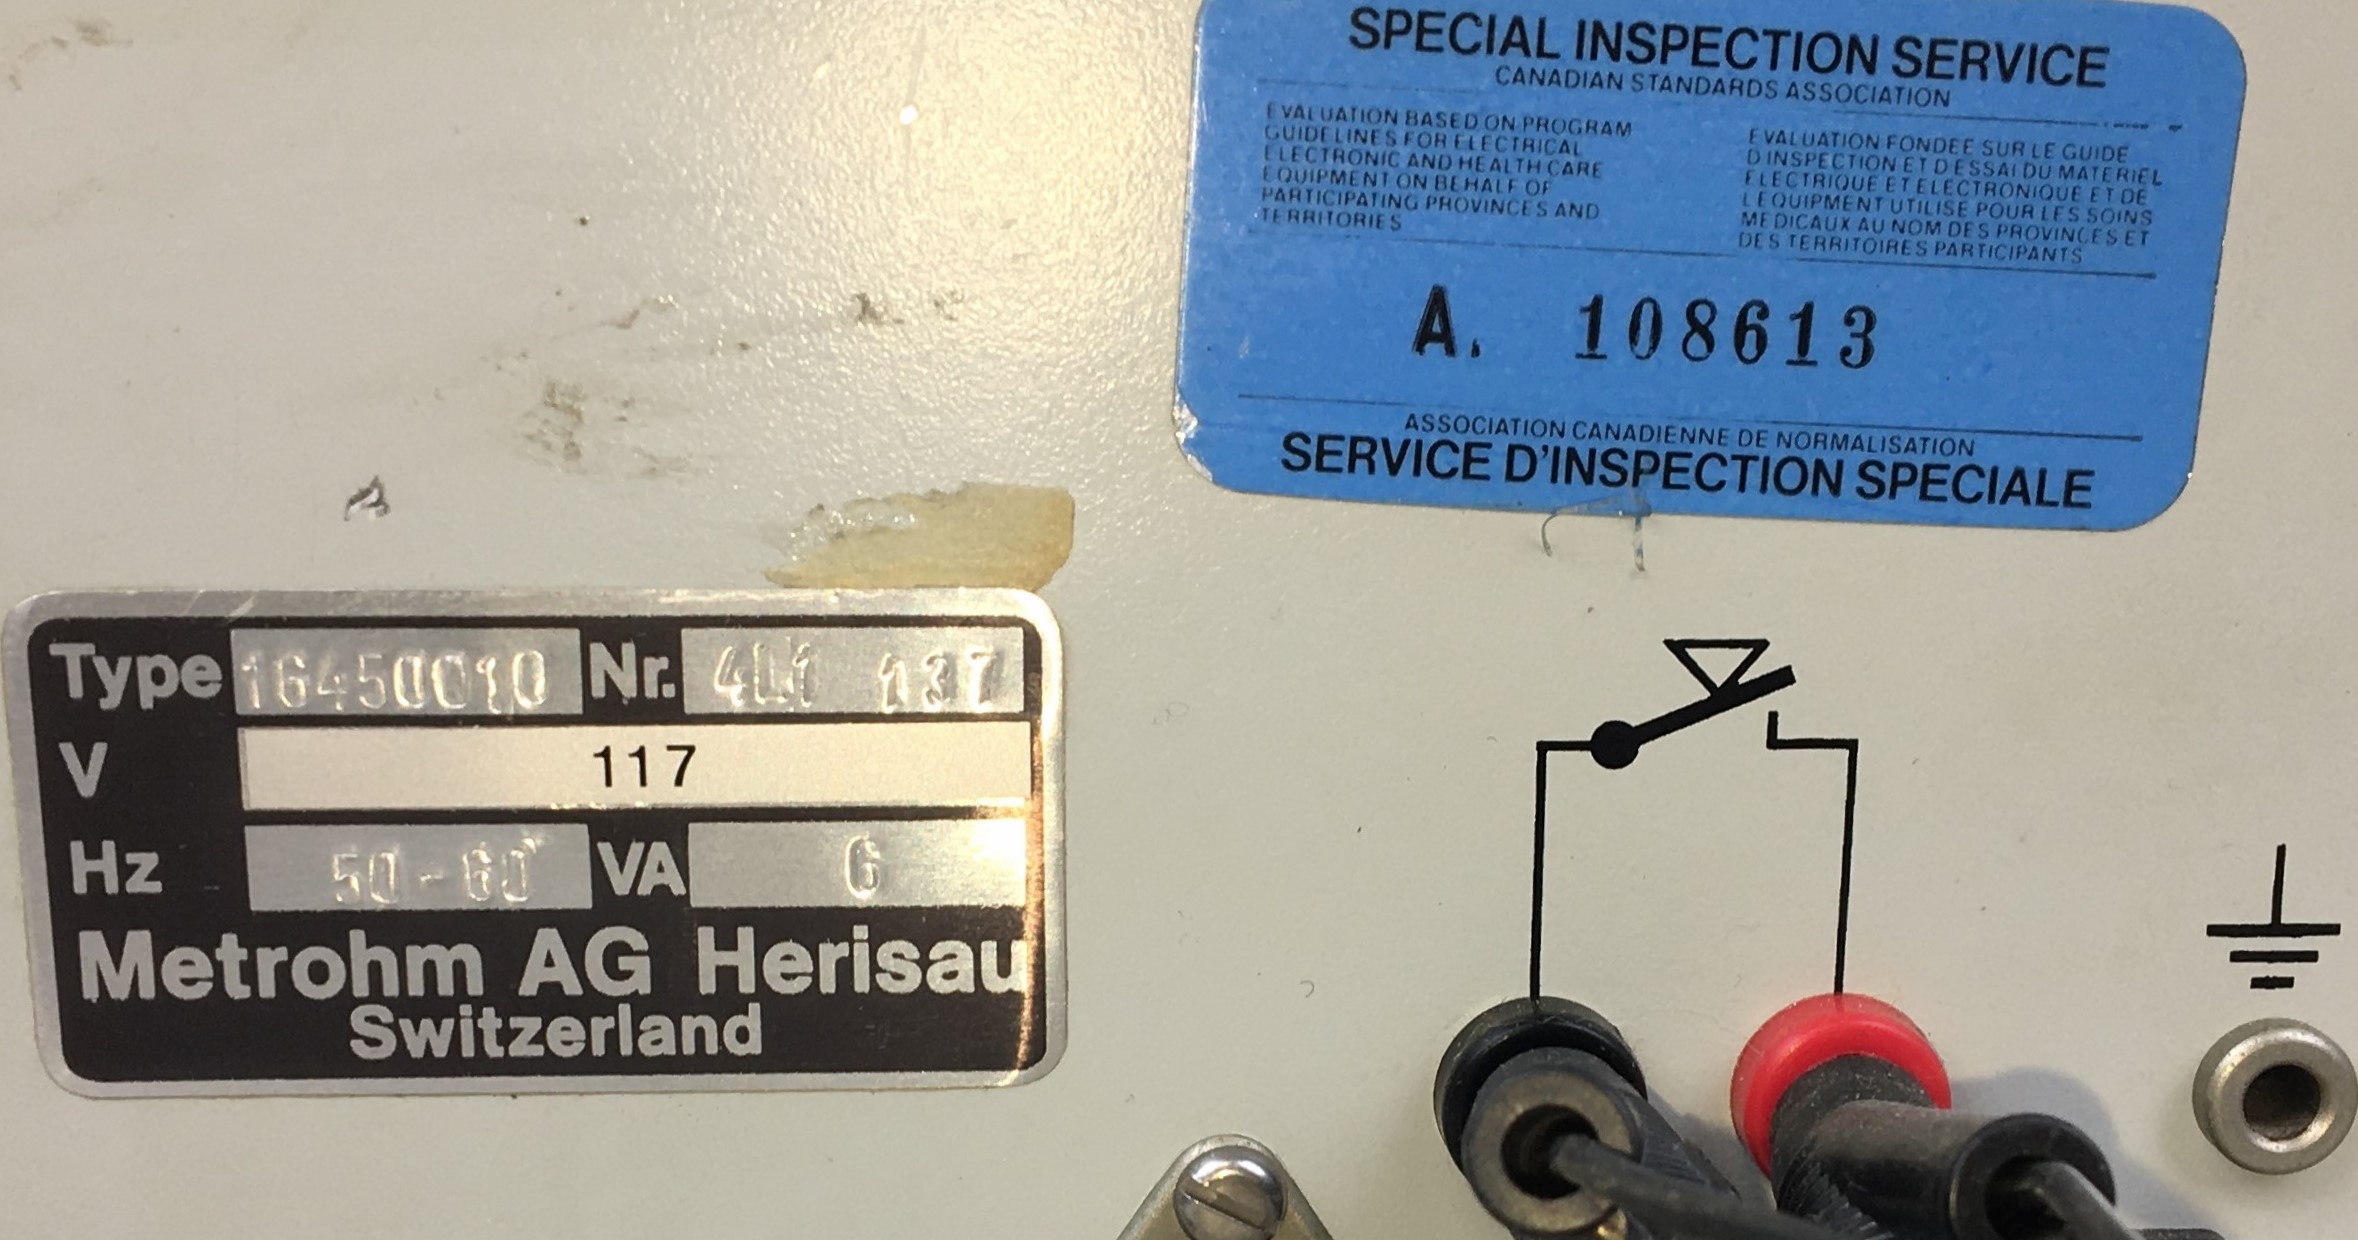 SPECIAL INSPECTION SERVICE
CANADIAN STANDARDS ASSOCIATION
EVALUATION BASED ON PROGRAM
GUIDELINES FOR ELECTRICAL
ELECTRONIC AND HEALTH CARE
EQUIPMENT ON BEHALF OF
PARTICIPATING PROVINCES AND
TERRITORIES
EVALUATION FONDEE SUR LE GUIDE
D INSPECTION ET D ESSAI DU MATERIEL
ELECTRIQUE ET ELECTRONIQUE ET DE
L EQUIPMENT UTILISE POUR LES SOINS
MEDICAUX AU NOM DES PROVINCES ET
DES TERRITOIRES PARTICIPANTS
A. 108613
ASSOCIATION CANADIENNE DE NORMALISATION
SERVICE D'INSPECTION SPECIALE
Type 16450010 Nr.
V 117
Hz 50-60 VA 6
Metrohm AG Herisau
Switzerland